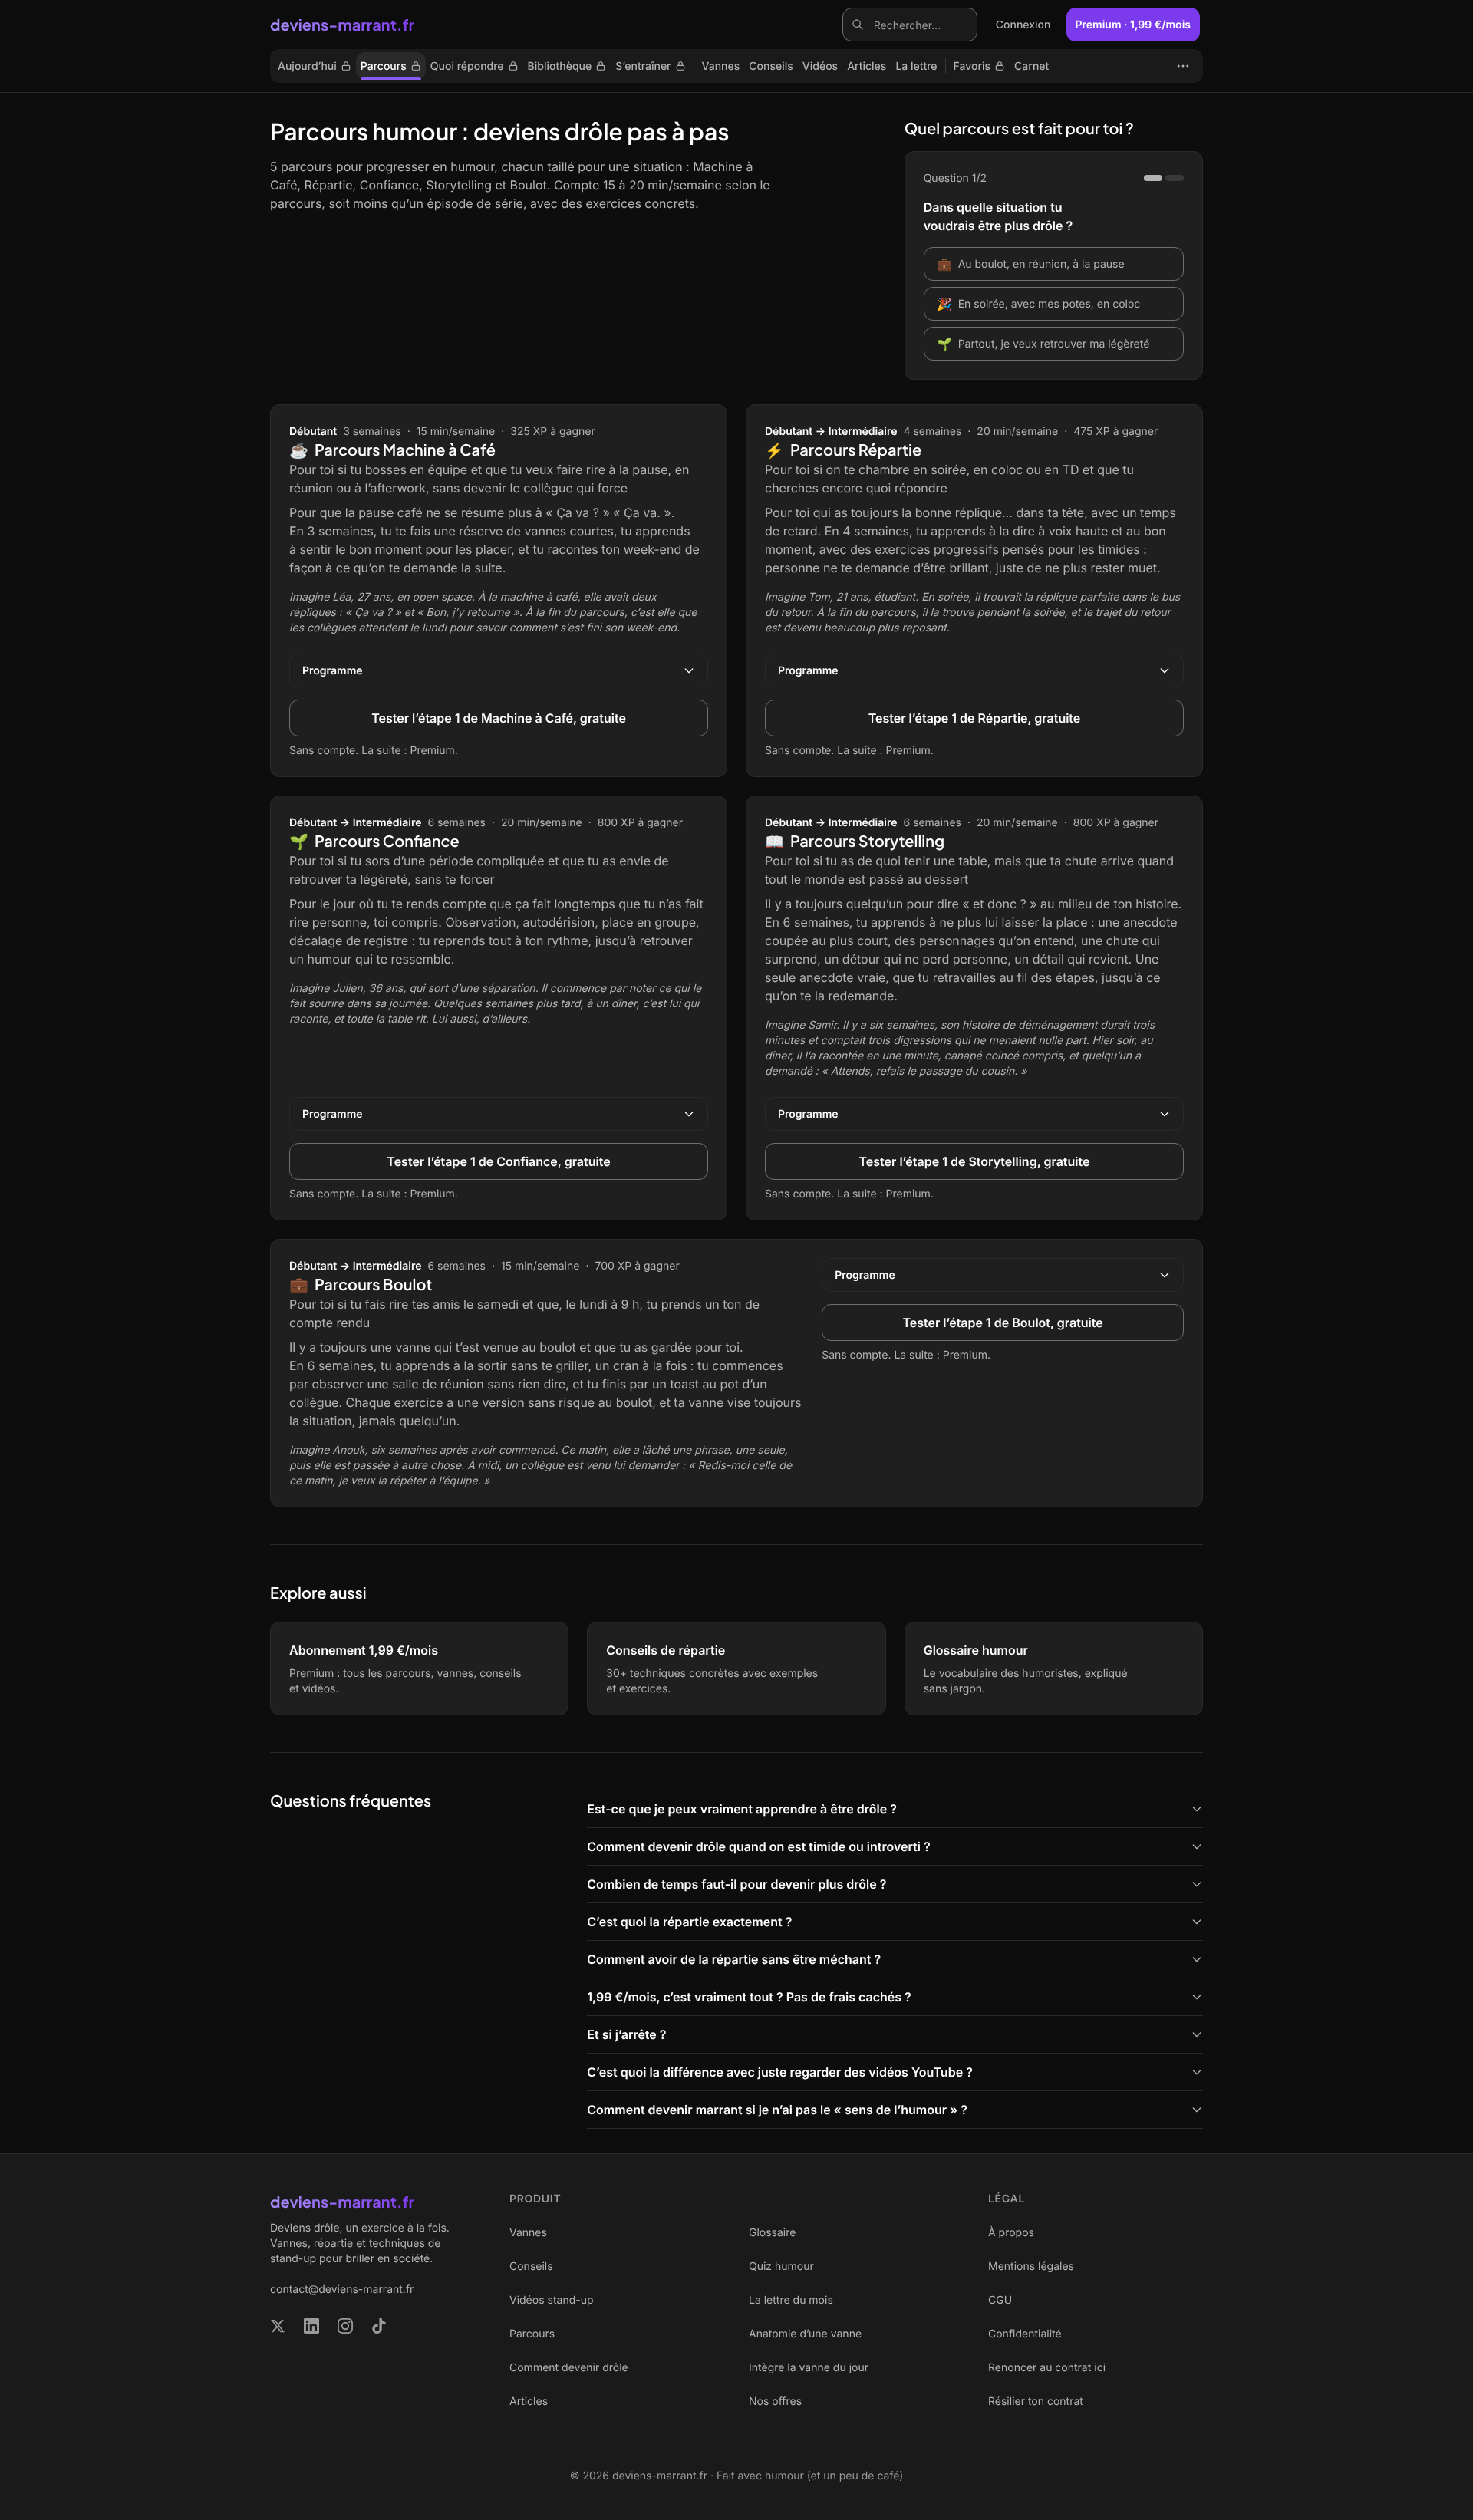 deviens-marrant.fr
Rechercher...
Connexion
Premium · 1,99 €/mois
Aujourd’hui
Parcours
Quoi répondre
Bibliothèque
S’entraîner
Vannes
Conseils
Vidéos
Articles
La lettre
Favoris
Carnet
Parcours humour : deviens drôle pas à pas
5 parcours pour progresser en humour, chacun taillé pour une situation : Machine à
Café, Répartie, Confiance, Storytelling et Boulot. Compte 15 à 20 min/semaine selon le
parcours, soit moins qu’un épisode de série, avec des exercices concrets.
Quel parcours est fait pour toi ?
Question 1/2
Dans quelle situation tu
voudrais être plus drôle ?
Au boulot, en réunion, à la pause
En soirée, avec mes potes, en coloc
Partout, je veux retrouver ma légèreté
Débutant 3 semaines · 15 min/semaine · 325 XP à gagner
Parcours Machine à Café
Pour toi si tu bosses en équipe et que tu veux faire rire à la pause, en
réunion ou à l’afterwork, sans devenir le collègue qui force
Pour que la pause café ne se résume plus à « Ça va ? » « Ça va. ».
En 3 semaines, tu te fais une réserve de vannes courtes, tu apprends
à sentir le bon moment pour les placer, et tu racontes ton week-end de
façon à ce qu’on te demande la suite.
Imagine Léa, 27 ans, en open space. À la machine à café, elle avait deux
répliques : « Ça va ? » et « Bon, j’y retourne ». À la fin du parcours, c’est elle que
les collègues attendent le lundi pour savoir comment s’est fini son week-end.
Programme
Tester l’étape 1 de Machine à Café, gratuite
Sans compte. La suite : Premium.
Débutant → Intermédiaire 4 semaines · 20 min/semaine · 475 XP à gagner
Parcours Répartie
Pour toi si on te chambre en soirée, en coloc ou en TD et que tu
cherches encore quoi répondre
Pour toi qui as toujours la bonne réplique… dans ta tête, avec un temps
de retard. En 4 semaines, tu apprends à la dire à voix haute et au bon
moment, avec des exercices progressifs pensés pour les timides :
personne ne te demande d’être brillant, juste de ne plus rester muet.
Imagine Tom, 21 ans, étudiant. En soirée, il trouvait la réplique parfaite dans le bus
du retour. À la fin du parcours, il la trouve pendant la soirée, et le trajet du retour
est devenu beaucoup plus reposant.
Programme
Tester l’étape 1 de Répartie, gratuite
Sans compte. La suite : Premium.
Débutant → Intermédiaire 6 semaines · 20 min/semaine · 800 XP à gagner
Parcours Confiance
Pour toi si tu sors d’une période compliquée et que tu as envie de
retrouver ta légèreté, sans te forcer
Pour le jour où tu te rends compte que ça fait longtemps que tu n’as fait
rire personne, toi compris. Observation, autodérision, place en groupe,
décalage de registre : tu reprends tout à ton rythme, jusqu’à retrouver
un humour qui te ressemble.
Imagine Julien, 36 ans, qui sort d’une séparation. Il commence par noter ce qui le
fait sourire dans sa journée. Quelques semaines plus tard, à un dîner, c’est lui qui
raconte, et toute la table rit. Lui aussi, d’ailleurs.
Programme
Tester l’étape 1 de Confiance, gratuite
Sans compte. La suite : Premium.
Débutant → Intermédiaire 6 semaines · 20 min/semaine · 800 XP à gagner
Parcours Storytelling
Pour toi si tu as de quoi tenir une table, mais que ta chute arrive quand
tout le monde est passé au dessert
Il y a toujours quelqu’un pour dire « et donc ? » au milieu de ton histoire.
En 6 semaines, tu apprends à ne plus lui laisser la place : une anecdote
coupée au plus court, des personnages qu’on entend, une chute qui
surprend, un détour qui ne perd personne, un détail qui revient. Une
seule anecdote vraie, que tu retravailles au fil des étapes, jusqu’à ce
qu’on te la redemande.
Imagine Samir. Il y a six semaines, son histoire de déménagement durait trois
minutes et comptait trois digressions qui ne menaient nulle part. Hier soir, au
dîner, il l’a racontée en une minute, canapé coincé compris, et quelqu’un a
demandé : « Attends, refais le passage du cousin. »
Programme
Tester l’étape 1 de Storytelling, gratuite
Sans compte. La suite : Premium.
Débutant → Intermédiaire 6 semaines · 15 min/semaine · 700 XP à gagner
Parcours Boulot
Pour toi si tu fais rire tes amis le samedi et que, le lundi à 9 h, tu prends un ton de
compte rendu
Il y a toujours une vanne qui t’est venue au boulot et que tu as gardée pour toi.
En 6 semaines, tu apprends à la sortir sans te griller, un cran à la fois : tu commences
par observer une salle de réunion sans rien dire, et tu finis par un toast au pot d’un
collègue. Chaque exercice a une version sans risque au boulot, et ta vanne vise toujours
la situation, jamais quelqu’un.
Imagine Anouk, six semaines après avoir commencé. Ce matin, elle a lâché une phrase, une seule,
puis elle est passée à autre chose. À midi, un collègue est venu lui demander : « Redis-moi celle de
ce matin, je veux la répéter à l’équipe. »
Programme
Tester l’étape 1 de Boulot, gratuite
Sans compte. La suite : Premium.
Explore aussi
Abonnement 1,99 €/mois
Premium : tous les parcours, vannes, conseils
et vidéos.
Conseils de répartie
30+ techniques concrètes avec exemples
et exercices.
Glossaire humour
Le vocabulaire des humoristes, expliqué
sans jargon.
Questions fréquentes
Est-ce que je peux vraiment apprendre à être drôle ?
Comment devenir drôle quand on est timide ou introverti ?
Combien de temps faut-il pour devenir plus drôle ?
C’est quoi la répartie exactement ?
Comment avoir de la répartie sans être méchant ?
1,99 €/mois, c’est vraiment tout ? Pas de frais cachés ?
Et si j’arrête ?
C’est quoi la différence avec juste regarder des vidéos YouTube ?
Comment devenir marrant si je n’ai pas le « sens de l’humour » ?
deviens-marrant.fr
Deviens drôle, un exercice à la fois.
Vannes, répartie et techniques de
stand-up pour briller en société.
contact@deviens-marrant.fr
PRODUIT
Vannes
Conseils
Vidéos stand-up
Parcours
Comment devenir drôle
Articles
Glossaire
Quiz humour
La lettre du mois
Anatomie d’une vanne
Intègre la vanne du jour
Nos offres
LÉGAL
À propos
Mentions légales
CGU
Confidentialité
Renoncer au contrat ici
Résilier ton contrat
© 2026 deviens-marrant.fr · Fait avec humour (et un peu de café)